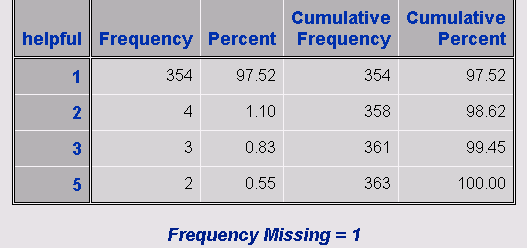 helpful Frequency Percent Cumulative Frequency Cumulative Percent
1 354 97.52 354 97.52
2 4 1.10 358 98.62
3 3 0.83 361 99.45
5 2 0.55 363 100.00
Frequency Missing = 1